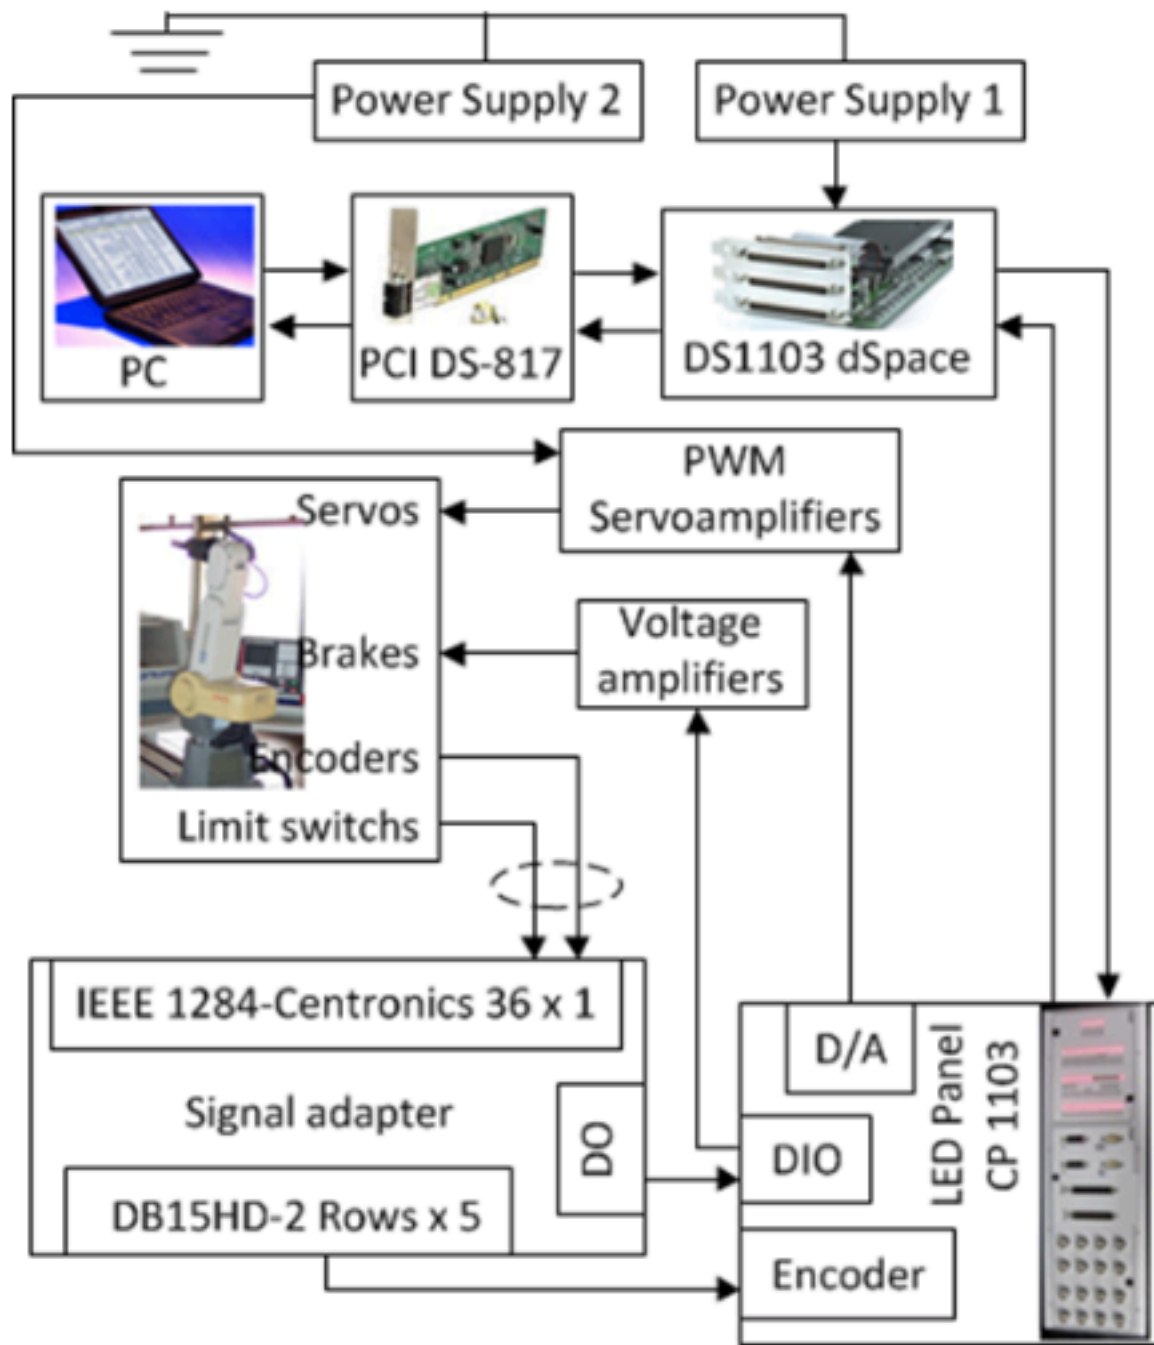 Power Supply 2
Power Supply 1
PC
PCI DS-817
DS1103 dSpace
PWM
Servoamplifiers
Servos
Voltage
amplifiers
Brakes
Encoders
Limit switchs
IEEE 1284-Centronics 36 x 1
Signal adapter
DO
DB15HD-2 Rows x 5
D/A
DIO
Encoder
LED Panel
CP 1103